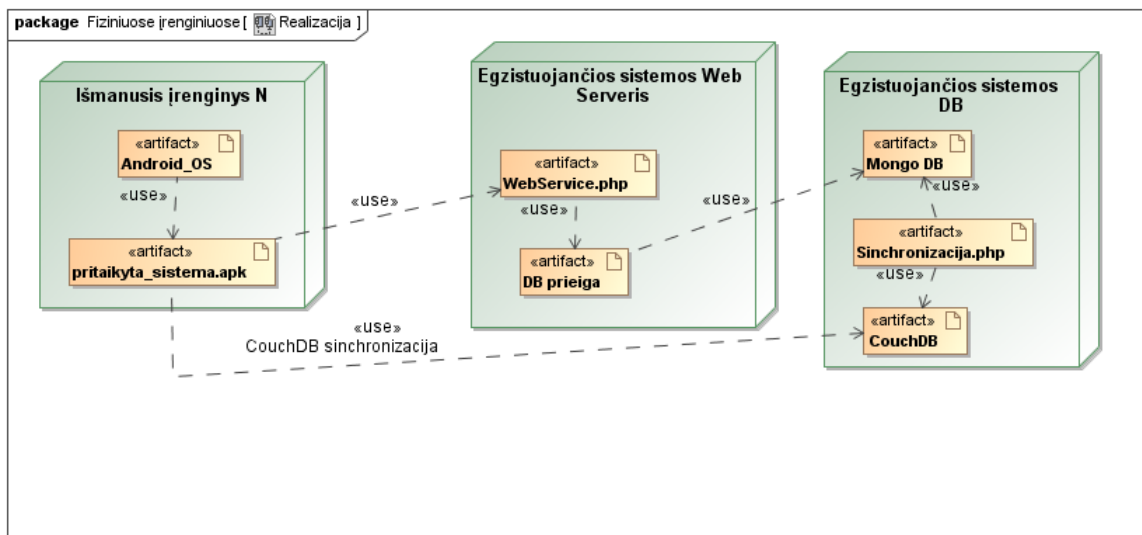 package Fiziniuose įrenginiuose [ Realizacija ]
Išmanusis įrenginys N
«artifact»
Android_OS
«use»
«artifact»
pritaikyta_sistema.apk
«use»
Egzistuojančios sistemos Web
Serveris
«artifact»
WebService.php
«use»
«artifact»
DB prieiga
«use»
Egzistuojančios sistemos
DB
«artifact»
Mongo DB
«use»
«artifact»
Sinchronizacija.php
«use»
«artifact»
CouchDB
«use»
CouchDB sinchronizacija